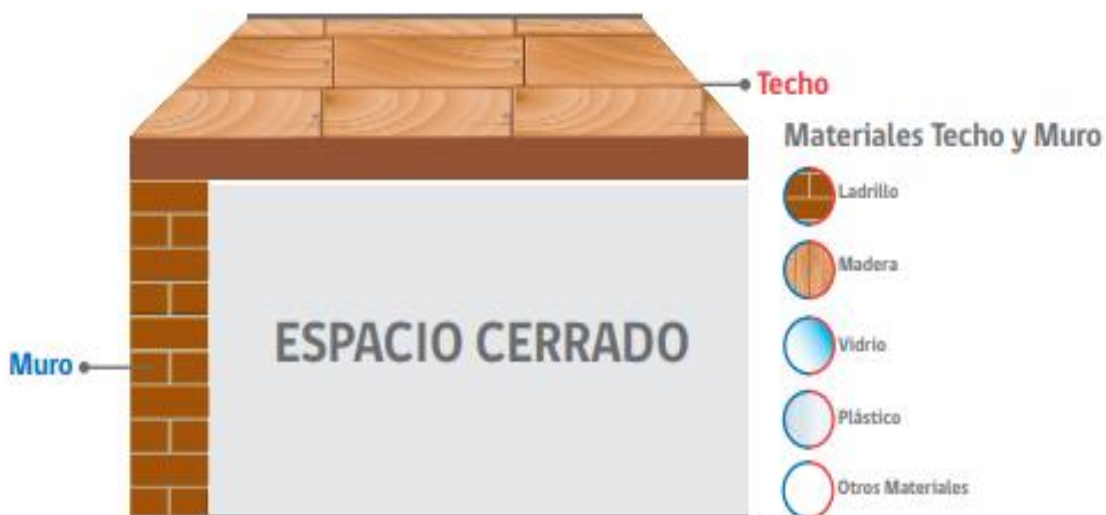 Techo
Materiales Techo y Muro
Ladrillo
Madera
ESPACIO CERRADO
Vidrio
Muro
Plástico
Otros Materiales